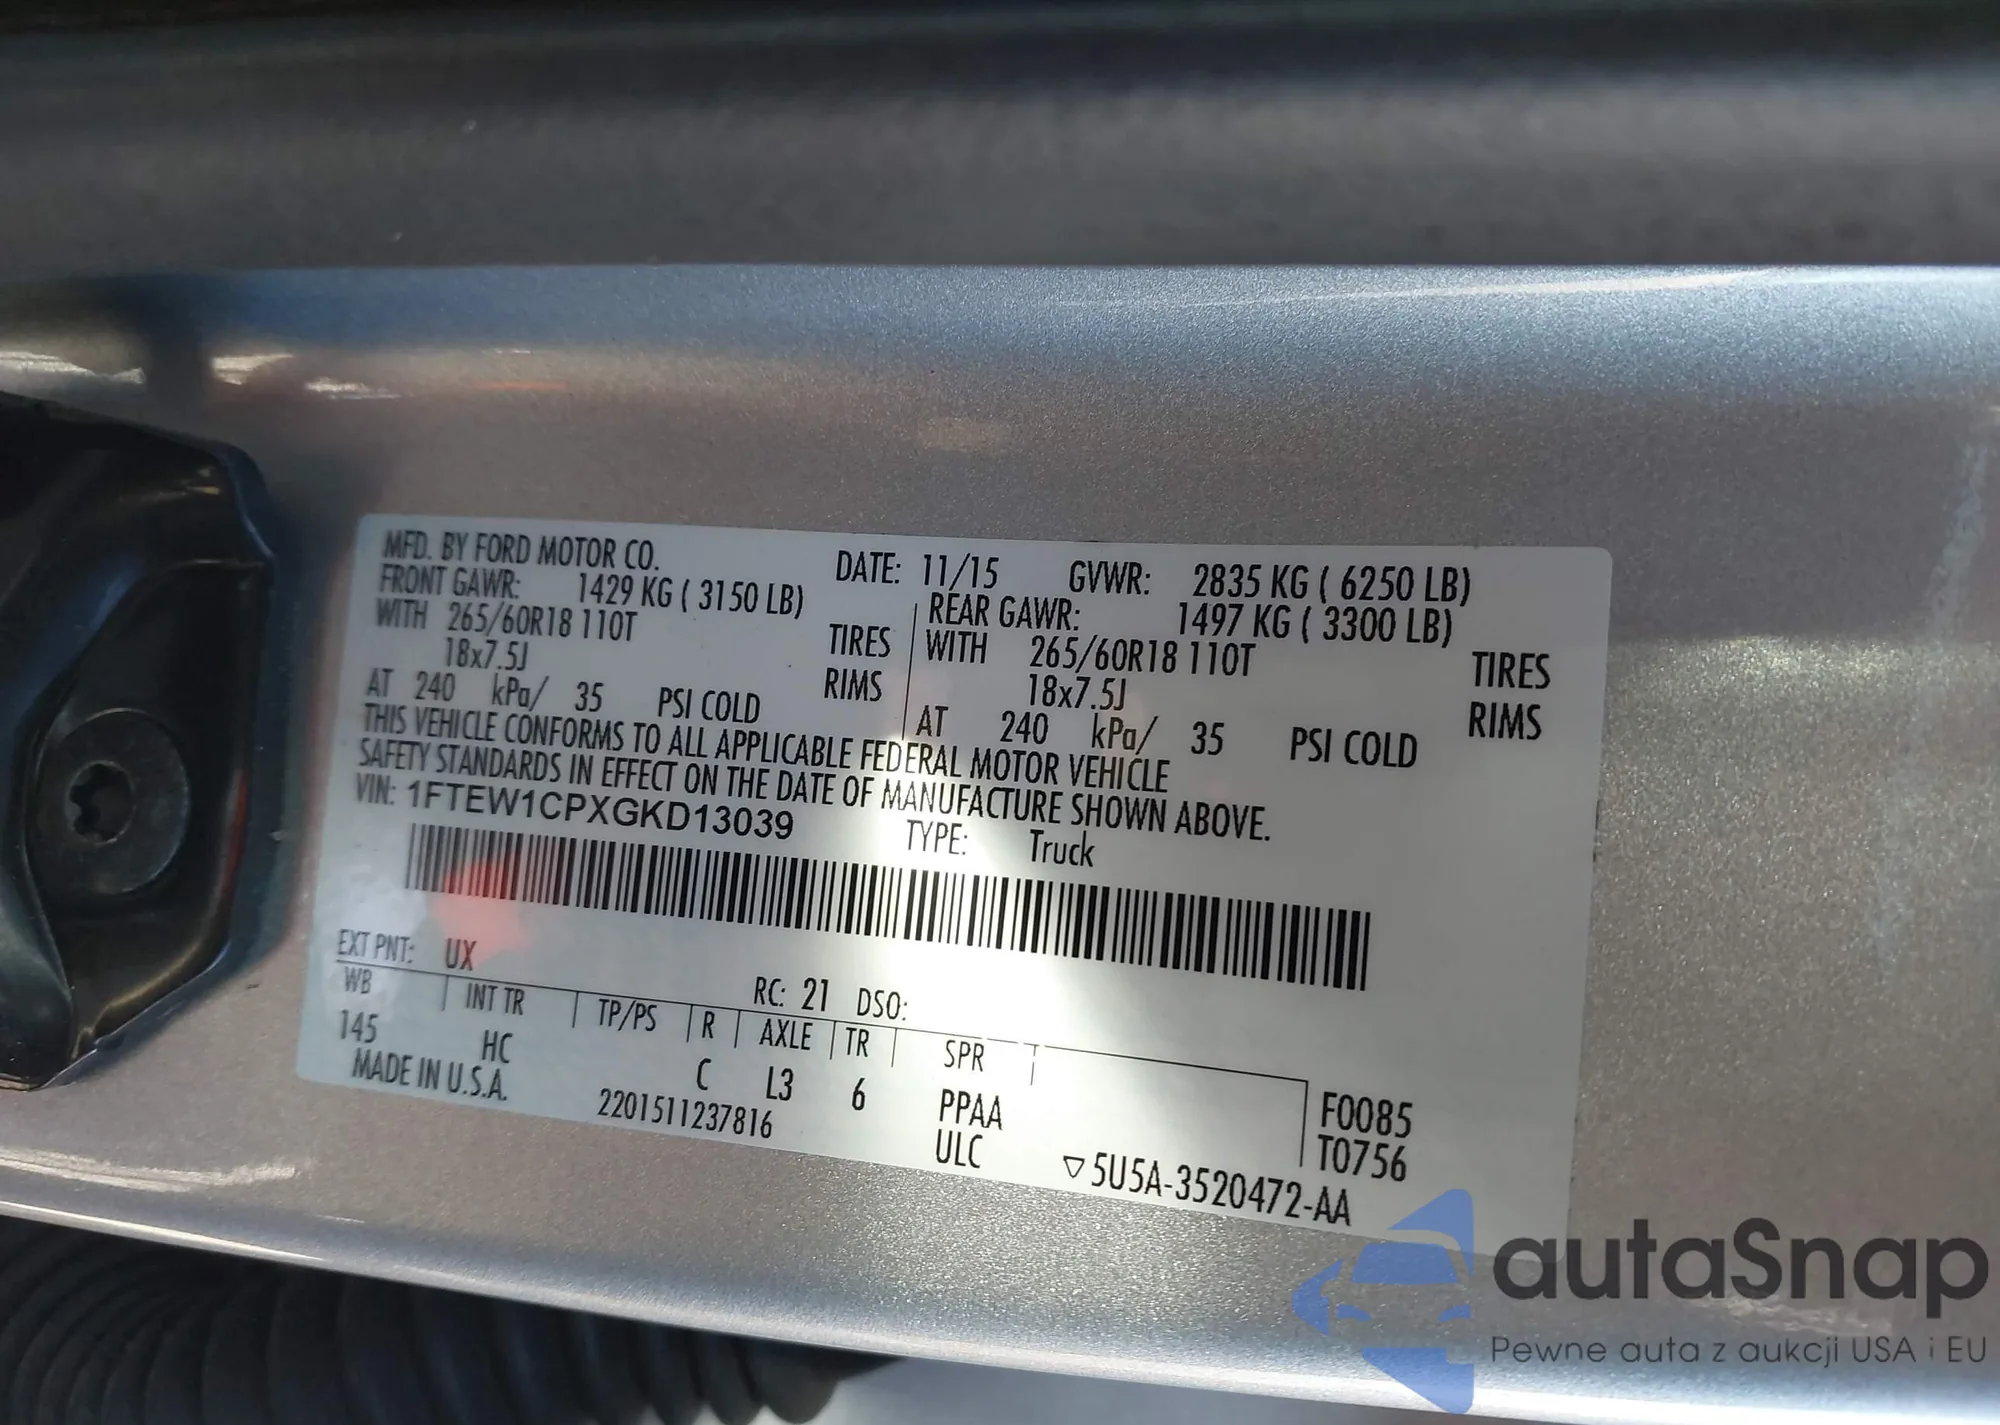 MFD. BY FORD MOTOR CO. DATE: 11/15 GVWR: 2835 KG ( 6250 LB)
FRONT GAWR: 1429 KG ( 3150 LB) REAR GAWR: 1497 KG ( 3300 LB)
WITH 265/60R18 110T TIRES WITH 265/60R18 110T TIRES
18x7.5J RIMS 18x7.5J RIMS
AT 240 kPa/ 35 PSI COLD AT 240 kPa/ 35 PSI COLD
THIS VEHICLE CONFORMS TO ALL APPLICABLE FEDERAL MOTOR VEHICLE
SAFETY STANDARDS IN EFFECT ON THE DATE OF MANUFACTURE SHOWN ABOVE.
VIN: 1FTEW1CPXGKD13039 TYPE: Truck
EXT PNT: UX RC: 21 DSO:
WB INT TR TP/PS R AXLE TR SPR
145 HC C L3 6 PPAA F0085
MADE IN U.S.A. 2201511237816 ULC T0756
▽5U5A-3520472-AA
autaSnap
Pewne auta z aukcji USA i EU